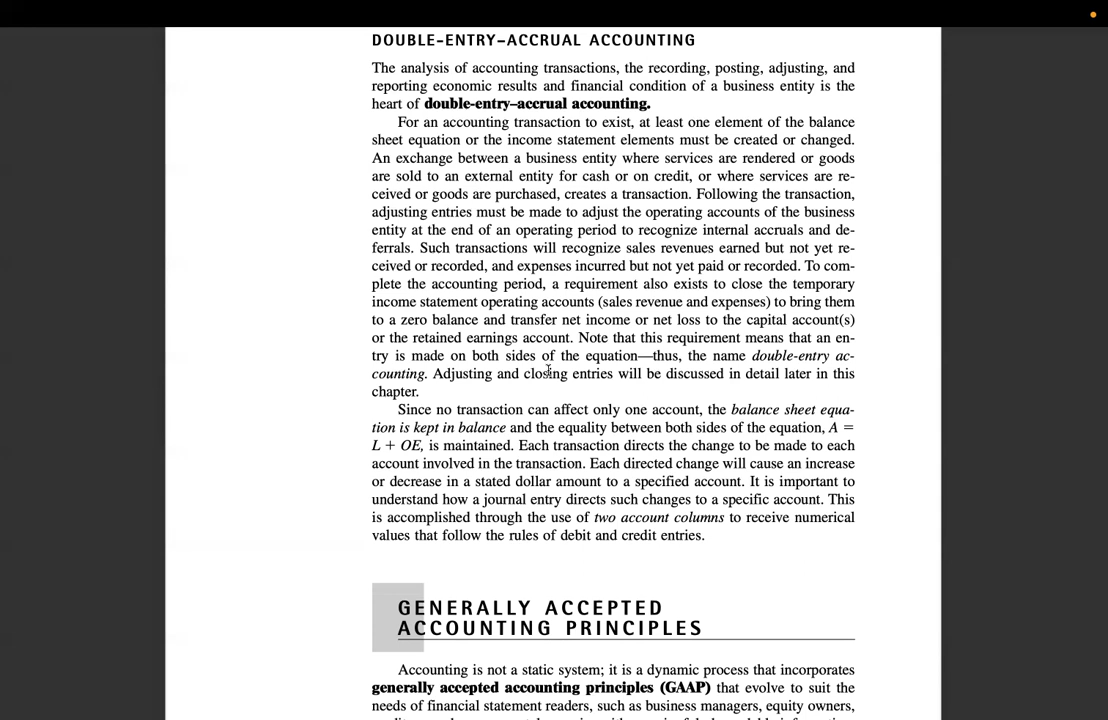 DOUBLE-ENTRY–ACCRUAL ACCOUNTING
The analysis of accounting transactions, the recording, posting, adjusting, and
reporting economic results and financial condition of a business entity is the
heart of double-entry–accrual accounting.
For an accounting transaction to exist, at least one element of the balance
sheet equation or the income statement elements must be created or changed.
An exchange between a business entity where services are rendered or goods
are sold to an external entity for cash or on credit, or where services are re-
ceived or goods are purchased, creates a transaction. Following the transaction,
adjusting entries must be made to adjust the operating accounts of the business
entity at the end of an operating period to recognize internal accruals and de-
ferrals. Such transactions will recognize sales revenues earned but not yet re-
ceived or recorded, and expenses incurred but not yet paid or recorded. To com-
plete the accounting period, a requirement also exists to close the temporary
income statement operating accounts (sales revenue and expenses) to bring them
to a zero balance and transfer net income or net loss to the capital account(s)
or the retained earnings account. Note that this requirement means that an en-
try is made on both sides of the equation—thus, the name double-entry ac-
counting. Adjusting and closing entries will be discussed in detail later in this
chapter.
Since no transaction can affect only one account, the balance sheet equa-
tion is kept in balance and the equality between both sides of the equation, A =
L + OE, is maintained. Each transaction directs the change to be made to each
account involved in the transaction. Each directed change will cause an increase
or decrease in a stated dollar amount to a specified account. It is important to
understand how a journal entry directs such changes to a specific account. This
is accomplished through the use of two account columns to receive numerical
values that follow the rules of debit and credit entries.
GENERALLY ACCEPTED
ACCOUNTING PRINCIPLES
Accounting is not a static system; it is a dynamic process that incorporates
generally accepted accounting principles (GAAP) that evolve to suit the
needs of financial statement readers, such as business managers, equity owners,